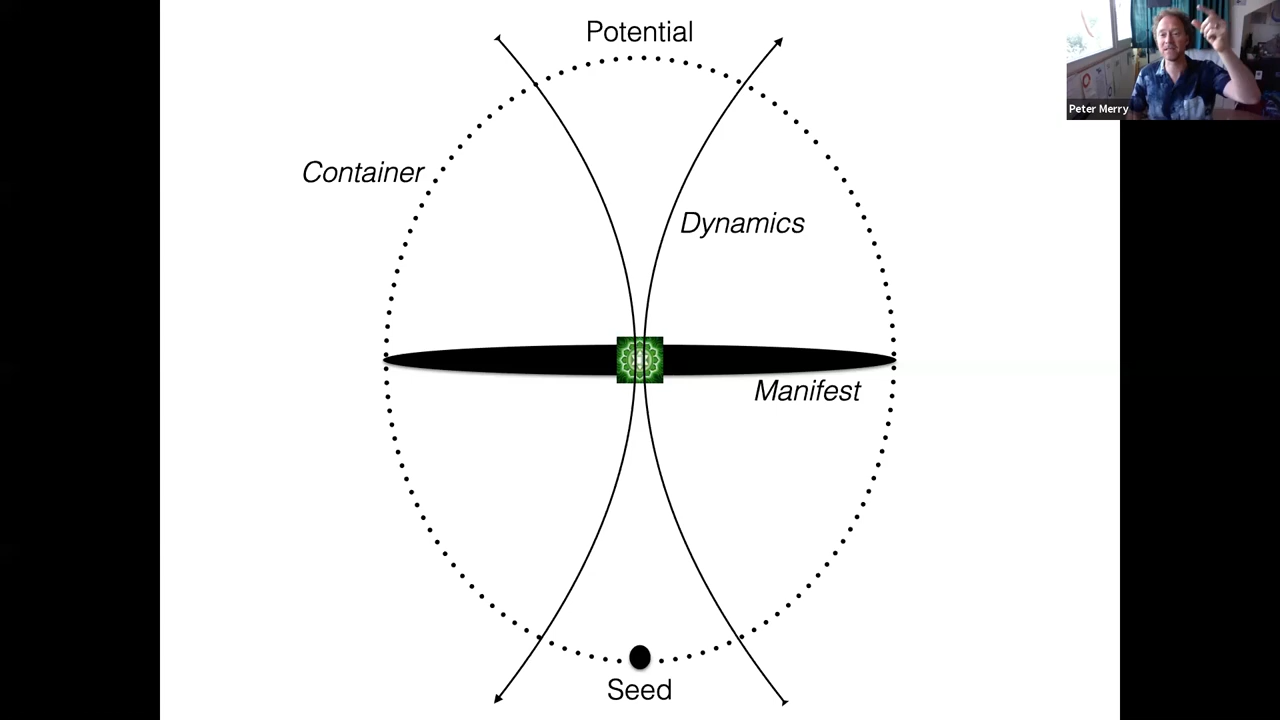 Potential
Peter Merry
Container
Dynamics
Manifest
Seed